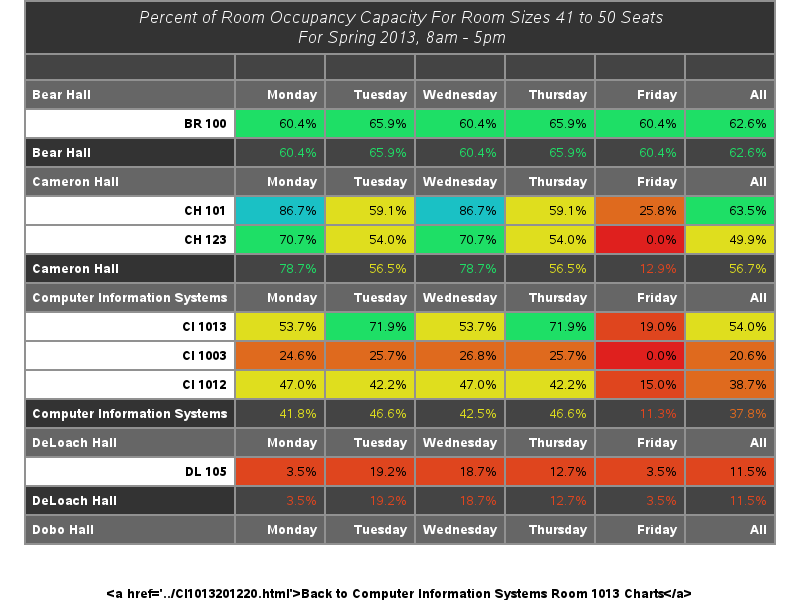 Percent of Room Occupancy Capacity For Room Sizes 41 to 50 Seats
For Spring 2013, 8am - 5pm
Bear Hall Monday Tuesday Wednesday Thursday Friday All
BR 100 60.4% 65.9% 60.4% 65.9% 60.4% 62.6%
Bear Hall 60.4% 65.9% 60.4% 65.9% 60.4% 62.6%
Cameron Hall Monday Tuesday Wednesday Thursday Friday All
CH 101 86.7% 59.1% 86.7% 59.1% 25.8% 63.5%
CH 123 70.7% 54.0% 70.7% 54.0% 0.0% 49.9%
Cameron Hall 78.7% 56.5% 78.7% 56.5% 12.9% 56.7%
Computer Information Systems Monday Tuesday Wednesday Thursday Friday All
CI 1013 53.7% 71.9% 53.7% 71.9% 19.0% 54.0%
CI 1003 24.6% 25.7% 26.8% 25.7% 0.0% 20.6%
CI 1012 47.0% 42.2% 47.0% 42.2% 15.0% 38.7%
Computer Information Systems 41.8% 46.6% 42.5% 46.6% 11.3% 37.8%
DeLoach Hall Monday Tuesday Wednesday Thursday Friday All
DL 105 3.5% 19.2% 18.7% 12.7% 3.5% 11.5%
DeLoach Hall 3.5% 19.2% 18.7% 12.7% 3.5% 11.5%
Dobo Hall Monday Tuesday Wednesday Thursday Friday All
&lt;a href='../CI1013201220.html'&gt;Back to Computer Information Systems Room 1013 Charts&lt;/a&gt;